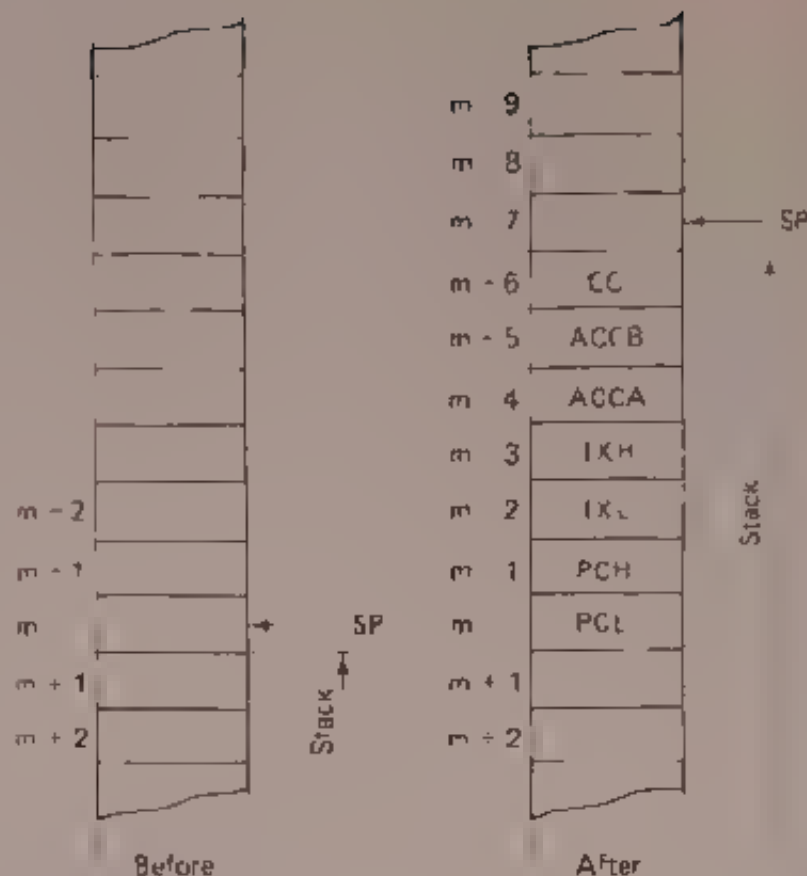 m 9
m 8
m 7 SP
m - 6 CC
m - 5 ACCB
m 4 ACCA
m 3 IXH
m - 2 m 2 IXL Stack
m - 1 m 1 PCH
m SP m PCL
m + 1 Stack m + 1
m + 2 m + 2
Before After